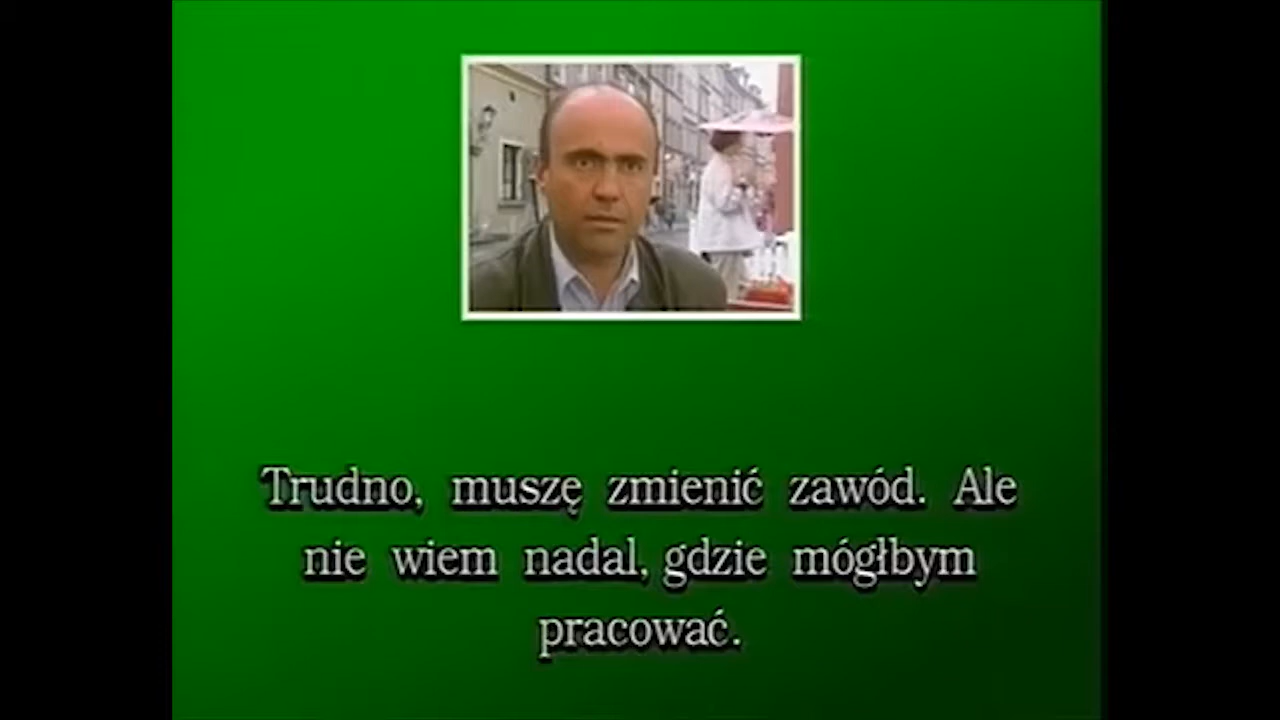 Trudno, muszę zmienić zawód. Ale
nie wiem nadal, gdzie mógłbym
pracować.